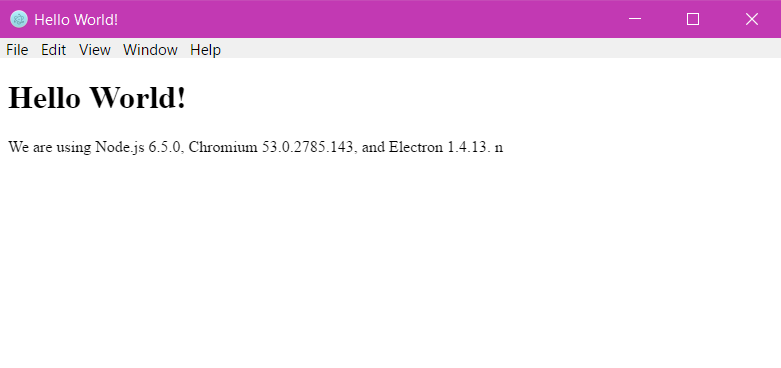 Hello World!
File Edit View Window Help
Hello World!
We are using Node.js 6.5.0, Chromium 53.0.2785.143, and Electron 1.4.13. n